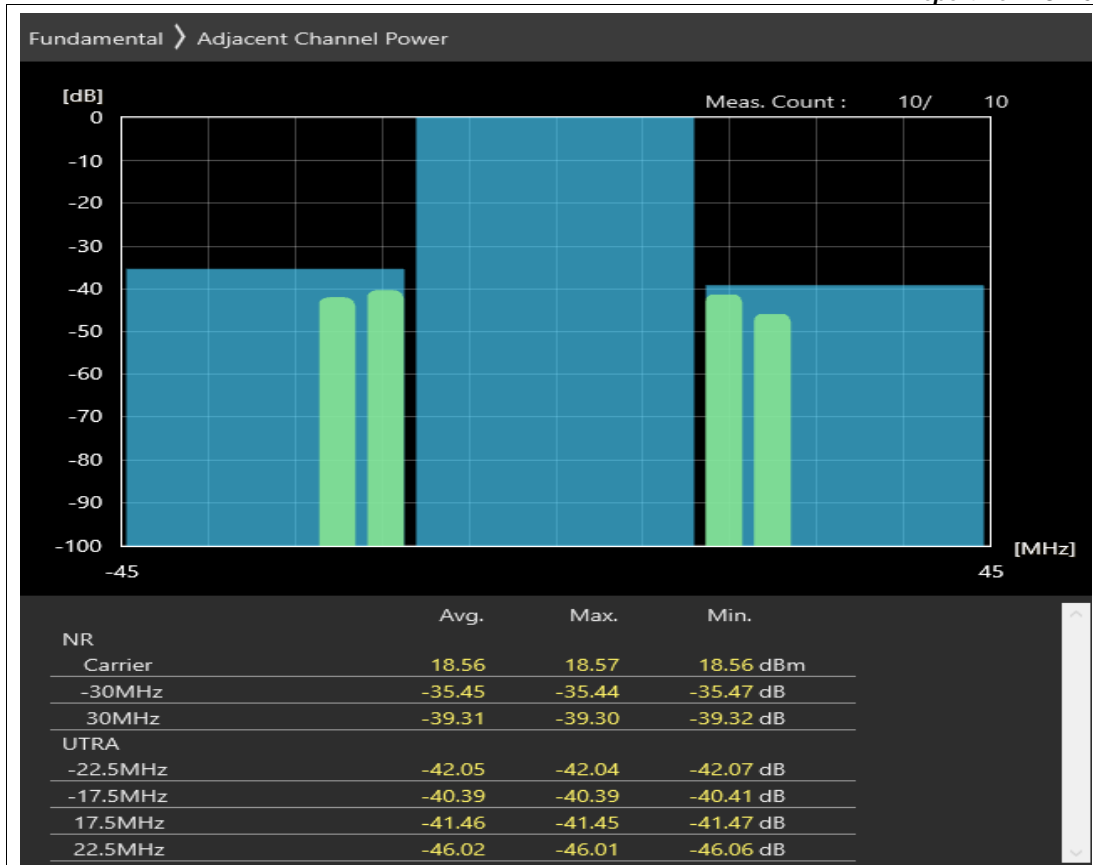 Fundamental > Adjacent Channel Power
[dB]
Meas. Count : 10/ 10
0
-10
-20
-30
-40
-50
-60
-70
-80
-90
-100
[MHz]
-45 45
Avg. Max. Min.
NR
Carrier 18.56 18.57 18.56 dBm
-30MHz -35.45 -35.44 -35.47 dB
30MHz -39.31 -39.30 -39.32 dB
UTRA
-22.5MHz -42.05 -42.04 -42.07 dB
-17.5MHz -40.39 -40.39 -40.41 dB
17.5MHz -41.46 -41.45 -41.47 dB
22.5MHz -46.02 -46.01 -46.06 dB